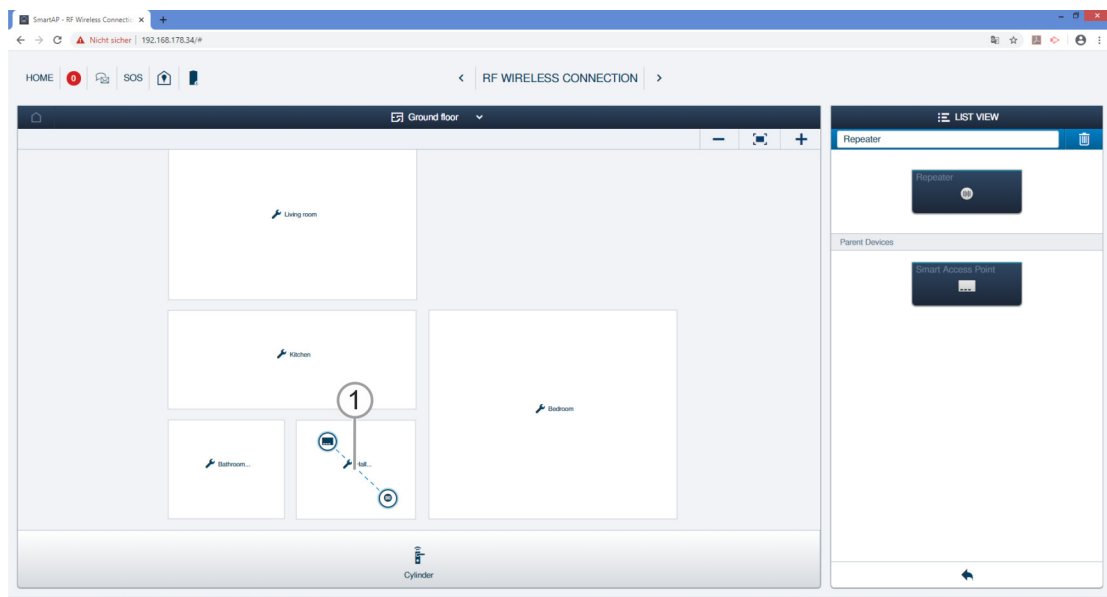 SmartAP - RF Wireless Connectio
Nicht sicher | 192.168.178.34/#
HOME 0 SOS
RF WIRELESS CONNECTION
Ground floor
LIST VIEW
Repeater
Repeater
Parent Devices
Smart Access Point
Living room
Kitchen
1
Bedroom
Bathroom...
Hall...
Cylinder